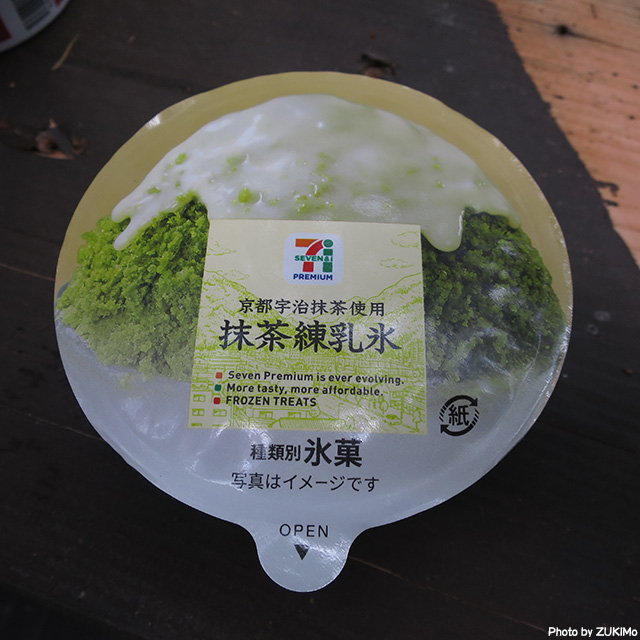 SEVEN&i
PREMIUM
京都宇治抹茶使用
抹茶練乳氷
Seven Premium is ever evolving.
More tasty, more affordable.
FROZEN TREATS
紙
種類別 氷菓
写真はイメージです
OPEN
Photo by ZUKiMo